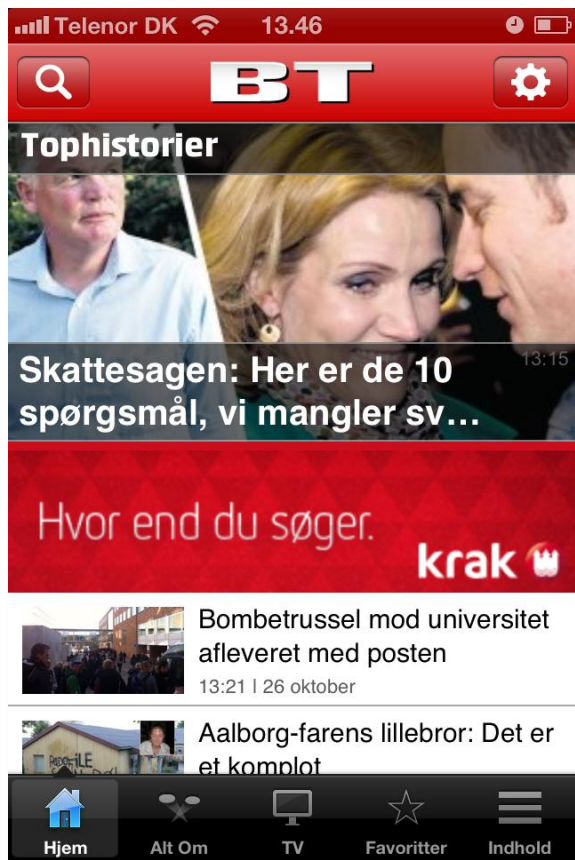 Telenor DK 13.46
BT
Tophistorier
13:15
Skattesagen: Her er de 10
spørgsmål, vi mangler sv...
Hvor end du søger.
krak
Bombetrussel mod universitet
afleveret med posten
13:21 | 26 oktober
Aalborg-farens lillebror: Det er
et komplot
Hjem Alt Om TV Favoritter Indhold